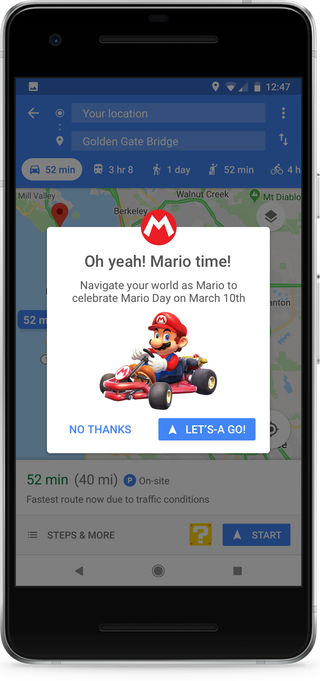 12:47
Your location
Golden Gate Bridge
52 min
3 hr 8
1 day
52 min
4 h
Mill Valley
Walnut Creek
Mt Diablo
Berkeley
M
Oh yeah! Mario time!
Navigate your world as Mario to
celebrate Mario Day on March 10th
52 m
anton
M
NO THANKS
LET'S-A GO!
52 min (40 mi) P On-site
Fastest route now due to traffic conditions
STEPS & MORE
?
START